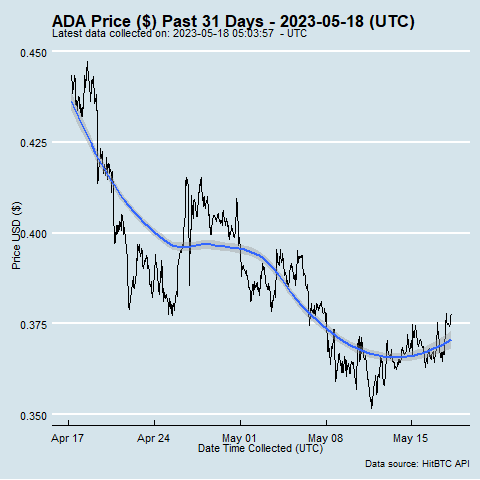 ADA Price ($) Past 31 Days - 2023-05-18 (UTC)
Latest data collected on: 2023-05-18 05:03:57  - UTC
0.450
0.425
0.400
0.375
0.350
Price USD ($)
Apr 17
Apr 24
May 01
May 08
May 15
Date Time Collected (UTC)
Data source: HitBTC API